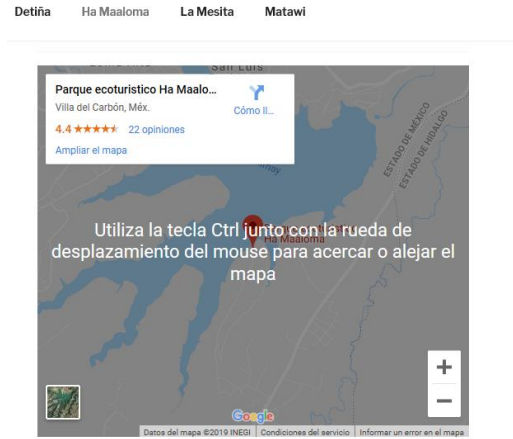 Detiña Ha Maaloma La Mesita Matawi
San Luis
Parque ecoturistico Ha Maalo...
Villa del Carbón, Méx.
4.4
22 opiniones
Ampliar el mapa
Cómo ll...
ESTADO DE MÉXICO
ESTADO DE HIDALGO
Utiliza la tecla Ctrl junto con la rueda de
desplazamiento del mouse para acercar o alejar el
mapa
Ha Maaloma
Google
Datos del mapa ©2019 INEGI Condiciones del servicio Informar un error en el mapa